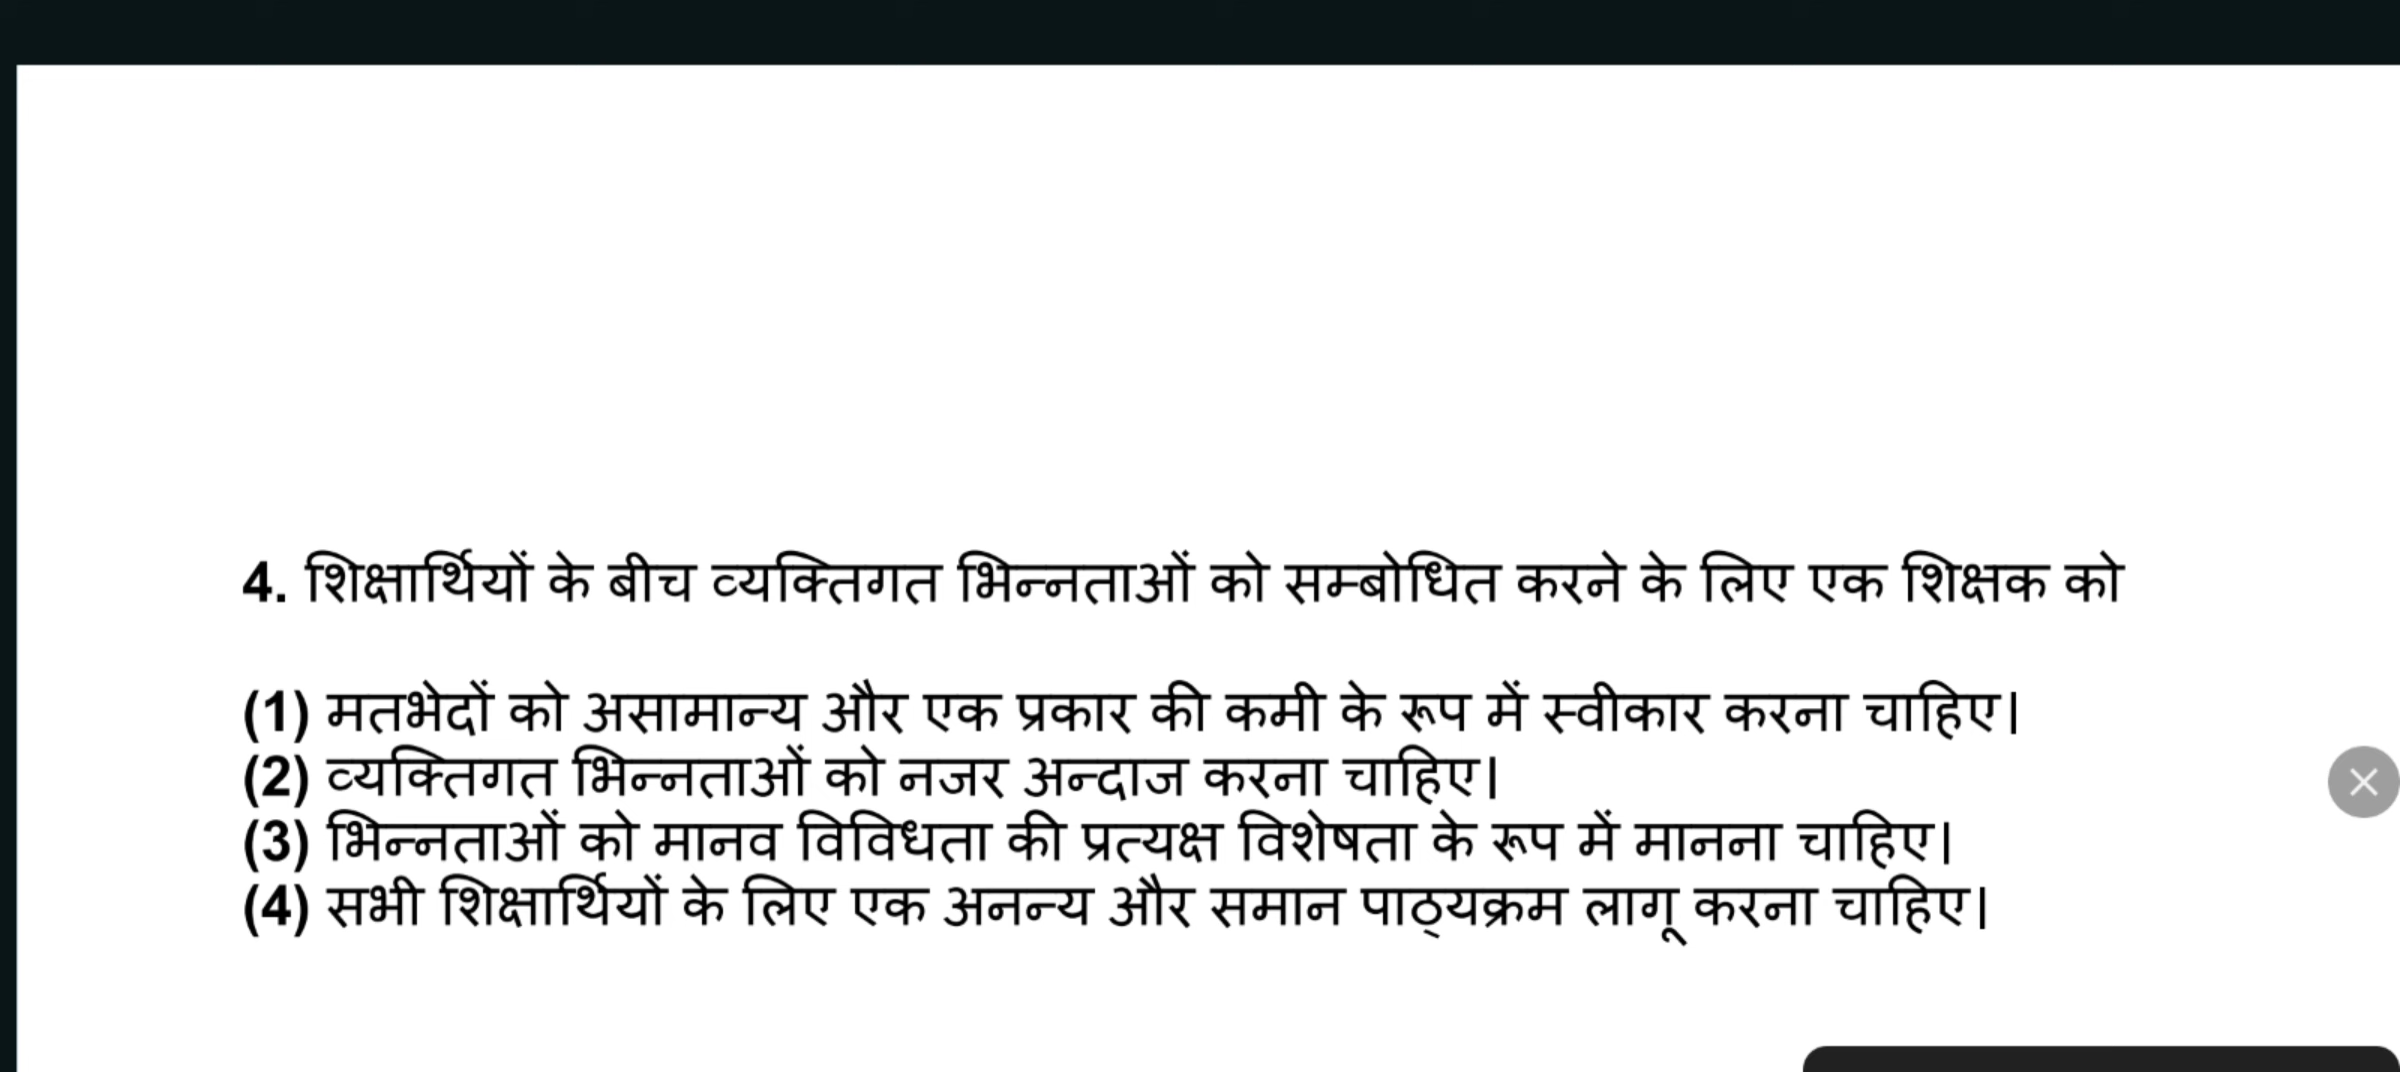 4. शिक्षार्थियों के बीच व्यक्तिगत भिन्नताओं को सम्बोधित करने के लिए एक शिक्षक को
(1) मतभेदों को असामान्य और एक प्रकार की कमी के रूप में स्वीकार करना चाहिए।
(2) व्यक्तिगत भिन्नताओं को नजर अन्दाज करना चाहिए।
(3) भिन्नताओं को मानव विविधता की प्रत्यक्ष विशेषता के रूप में मानना चाहिए।
(4) सभी शिक्षार्थियों के लिए एक अनन्य और समान पाठ्यक्रम लागू करना चाहिए।